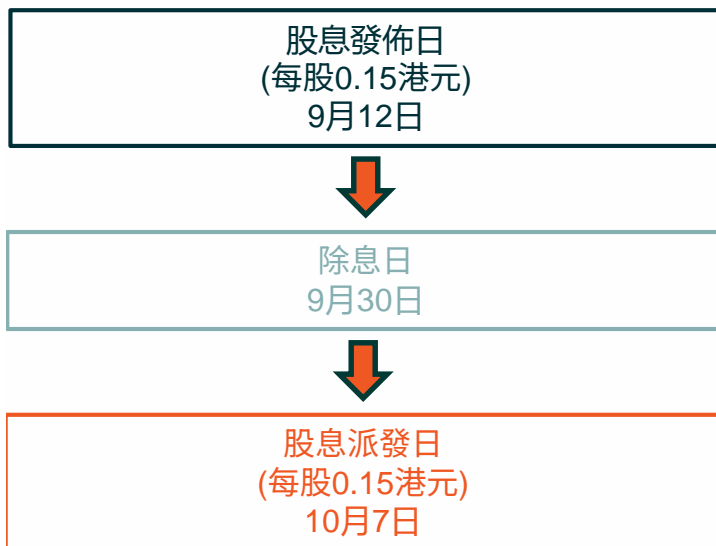 股息發佈日
(每股0.15港元)
9月12日
除息日
9月30日
股息派發日
(每股0.15港元)
10月7日